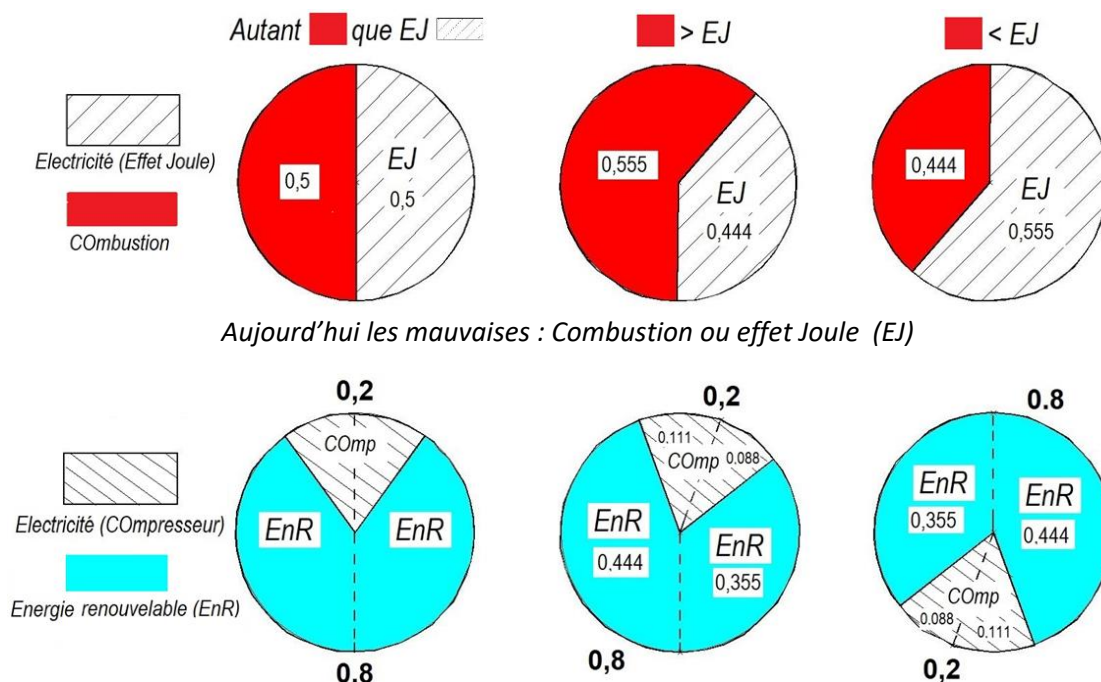 Autant que EJ
> EJ
< EJ
Electricité (Effet Joule)
COmbustion
0,5
EJ
0,5
0,555
EJ
0,444
0,444
EJ
0,555
Aujourd’hui les mauvaises : Combustion ou effet Joule (EJ)
Electricité (COmpresseur)
Energie renouvelable (EnR)
0,2
COmp
EnR
EnR
0.8
0,2
0.111
COmp
0.088
EnR
0.444
EnR
0,355
0,8
0.8
EnR
0,355
EnR
0,444
COmp
0.088
0.111
0,2